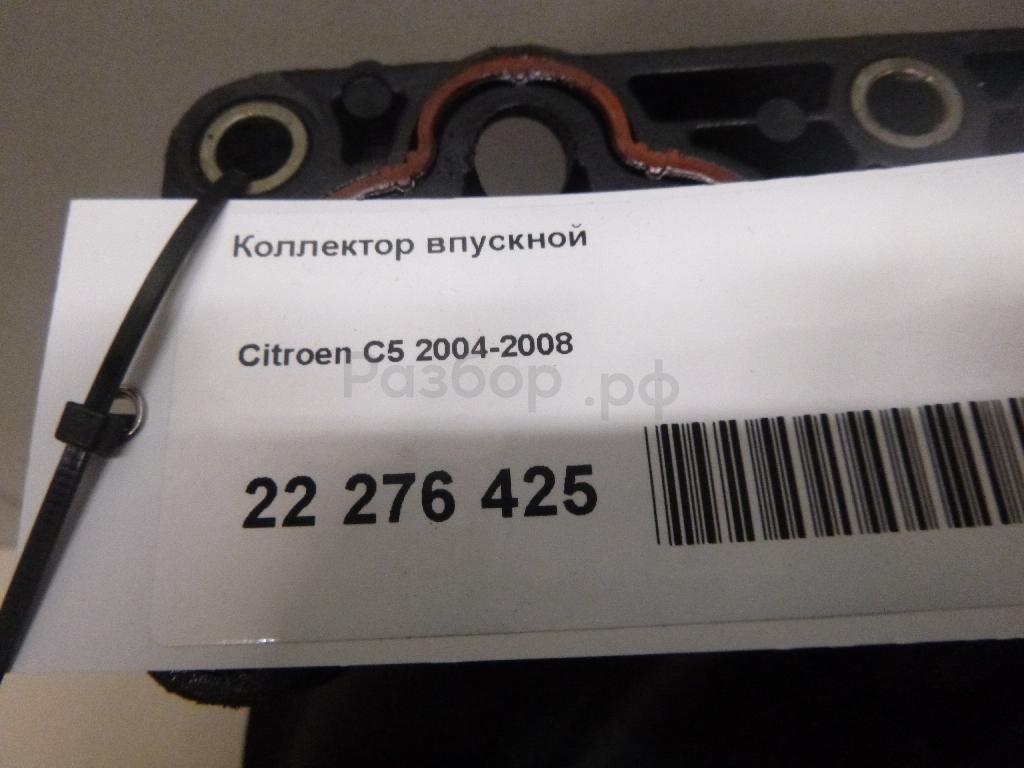 Коллектор впускной
Citroen C5 2004-2008
Разбор.рф
22 276 425